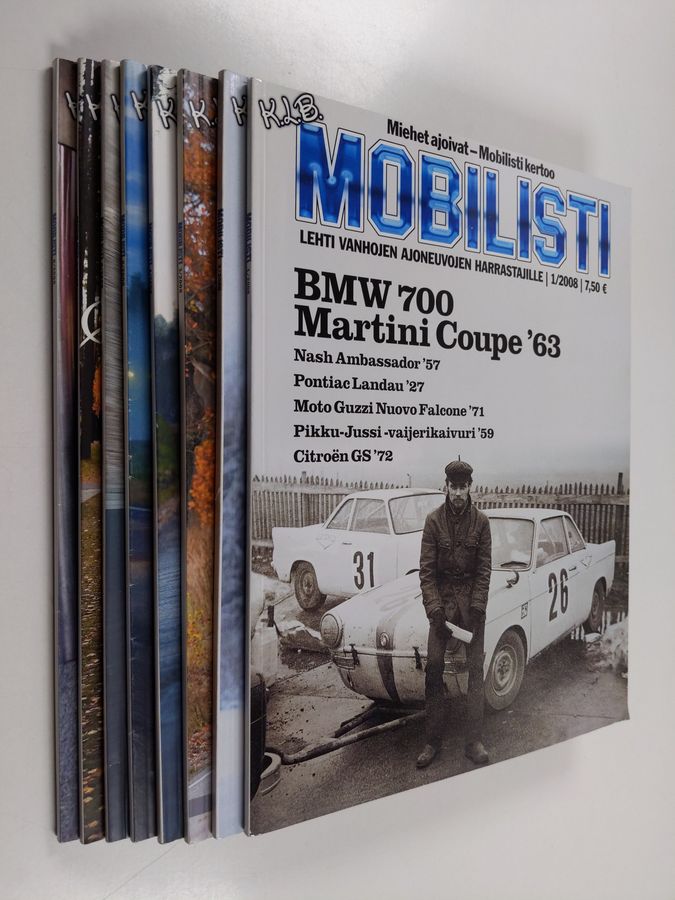 K.L.B.
Miehet ajoivat – Mobilisti kertoo
MOBILISTI
LEHTI VANHOJEN AJONEUVOJEN HARRASTAJILLE | 1/2008 | 7,50 €
BMW 700
Martini Coupe ’63
Nash Ambassador ’57
Pontiac Landau ’27
Moto Guzzi Nuovo Falcone ’71
Pikku-Jussi -vaijerikaivuri ’59
Citroën GS ’72
31
26